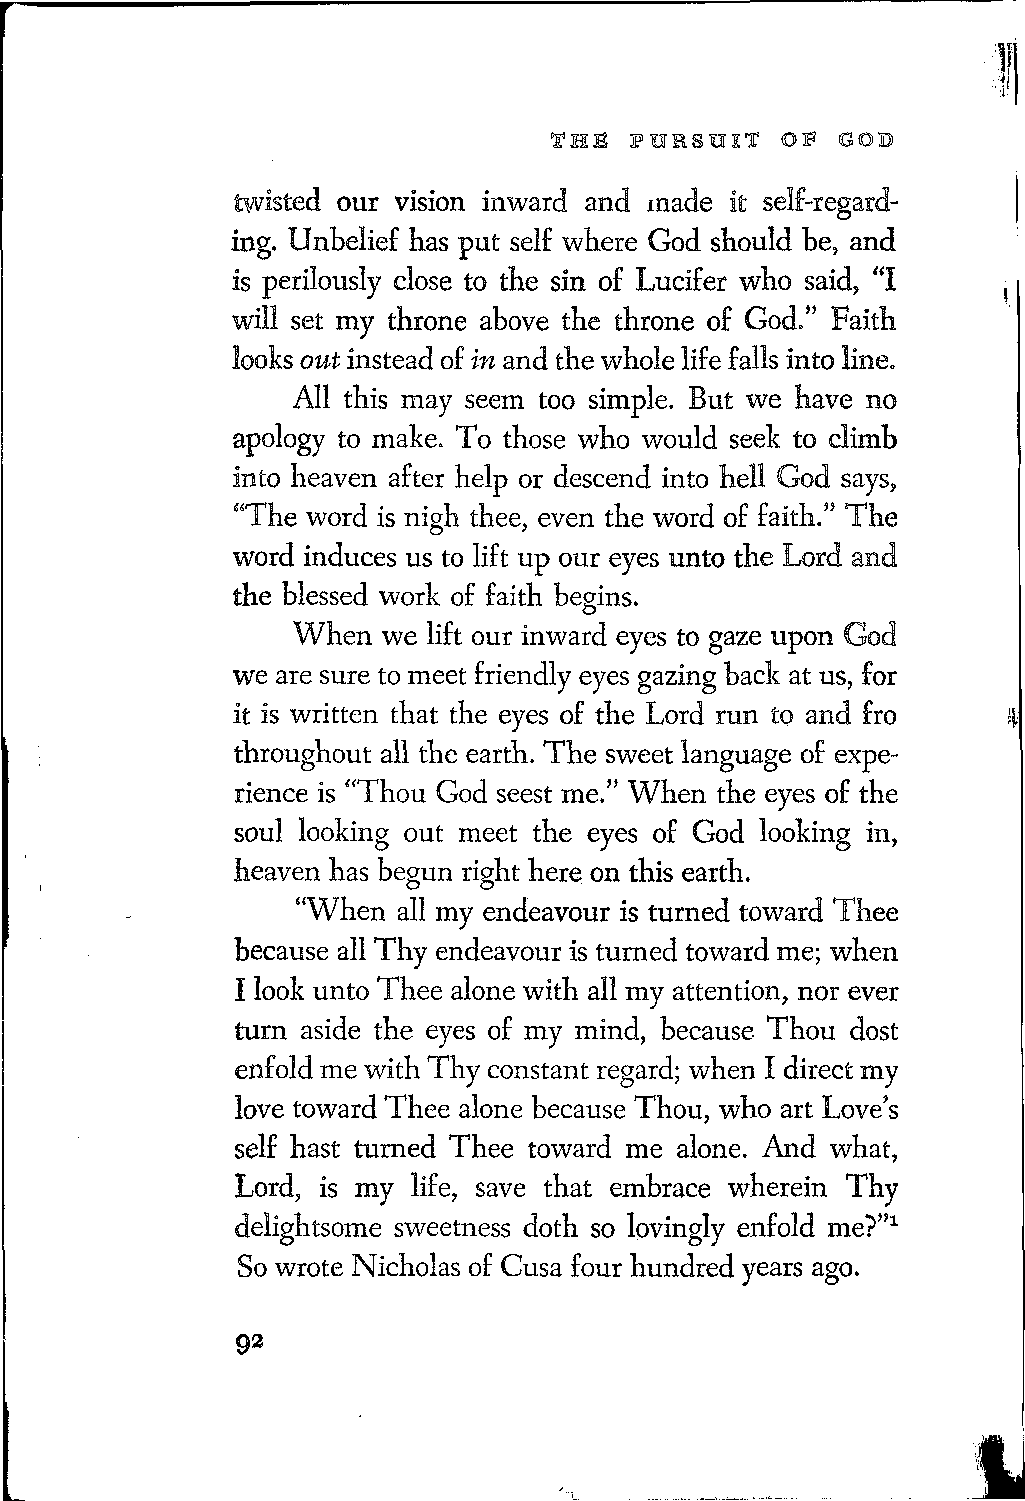 THE PURSUIT OF GOD
twisted our vision inward and made it self-regard-
ing. Unbelief has put self where God should be, and
is perilously close to the sin of Lucifer who said, “I
will set my throne above the throne of God.” Faith
looks out instead of in and the whole life falls into line.
All this may seem too simple. But we have no
apology to make. To those who would seek to climb
into heaven after help or descend into hell God says,
“The word is nigh thee, even the word of faith.” The
word induces us to lift up our eyes unto the Lord and
the blessed work of faith begins.
When we lift our inward eyes to gaze upon God
we are sure to meet friendly eyes gazing back at us, for
it is written that the eyes of the Lord run to and fro
throughout all the earth. The sweet language of expe-
rience is “Thou God seest me.” When the eyes of the
soul looking out meet the eyes of God looking in,
heaven has begun right here on this earth.
“When all my endeavour is turned toward Thee
because all Thy endeavour is turned toward me; when
I look unto Thee alone with all my attention, nor ever
turn aside the eyes of my mind, because Thou dost
enfold me with Thy constant regard; when I direct my
love toward Thee alone because Thou, who art Love’s
self hast turned Thee toward me alone. And what,
Lord, is my life, save that embrace wherein Thy
delightsome sweetness doth so lovingly enfold me?”¹
So wrote Nicholas of Cusa four hundred years ago.
92